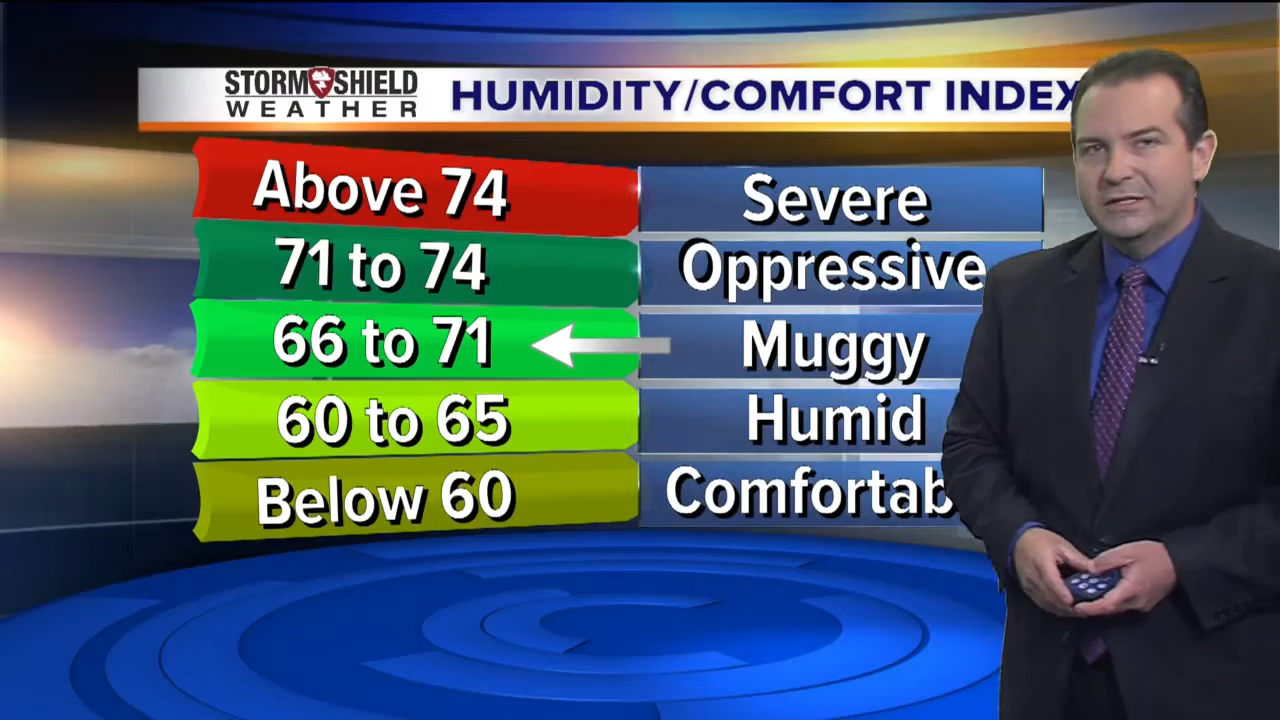 STORM SHIELD
WEATHER
HUMIDITY/COMFORT INDEX
Above 74 Severe
71 to 74 Oppressive
66 to 71 Muggy
60 to 65 Humid
Below 60 Comfortab